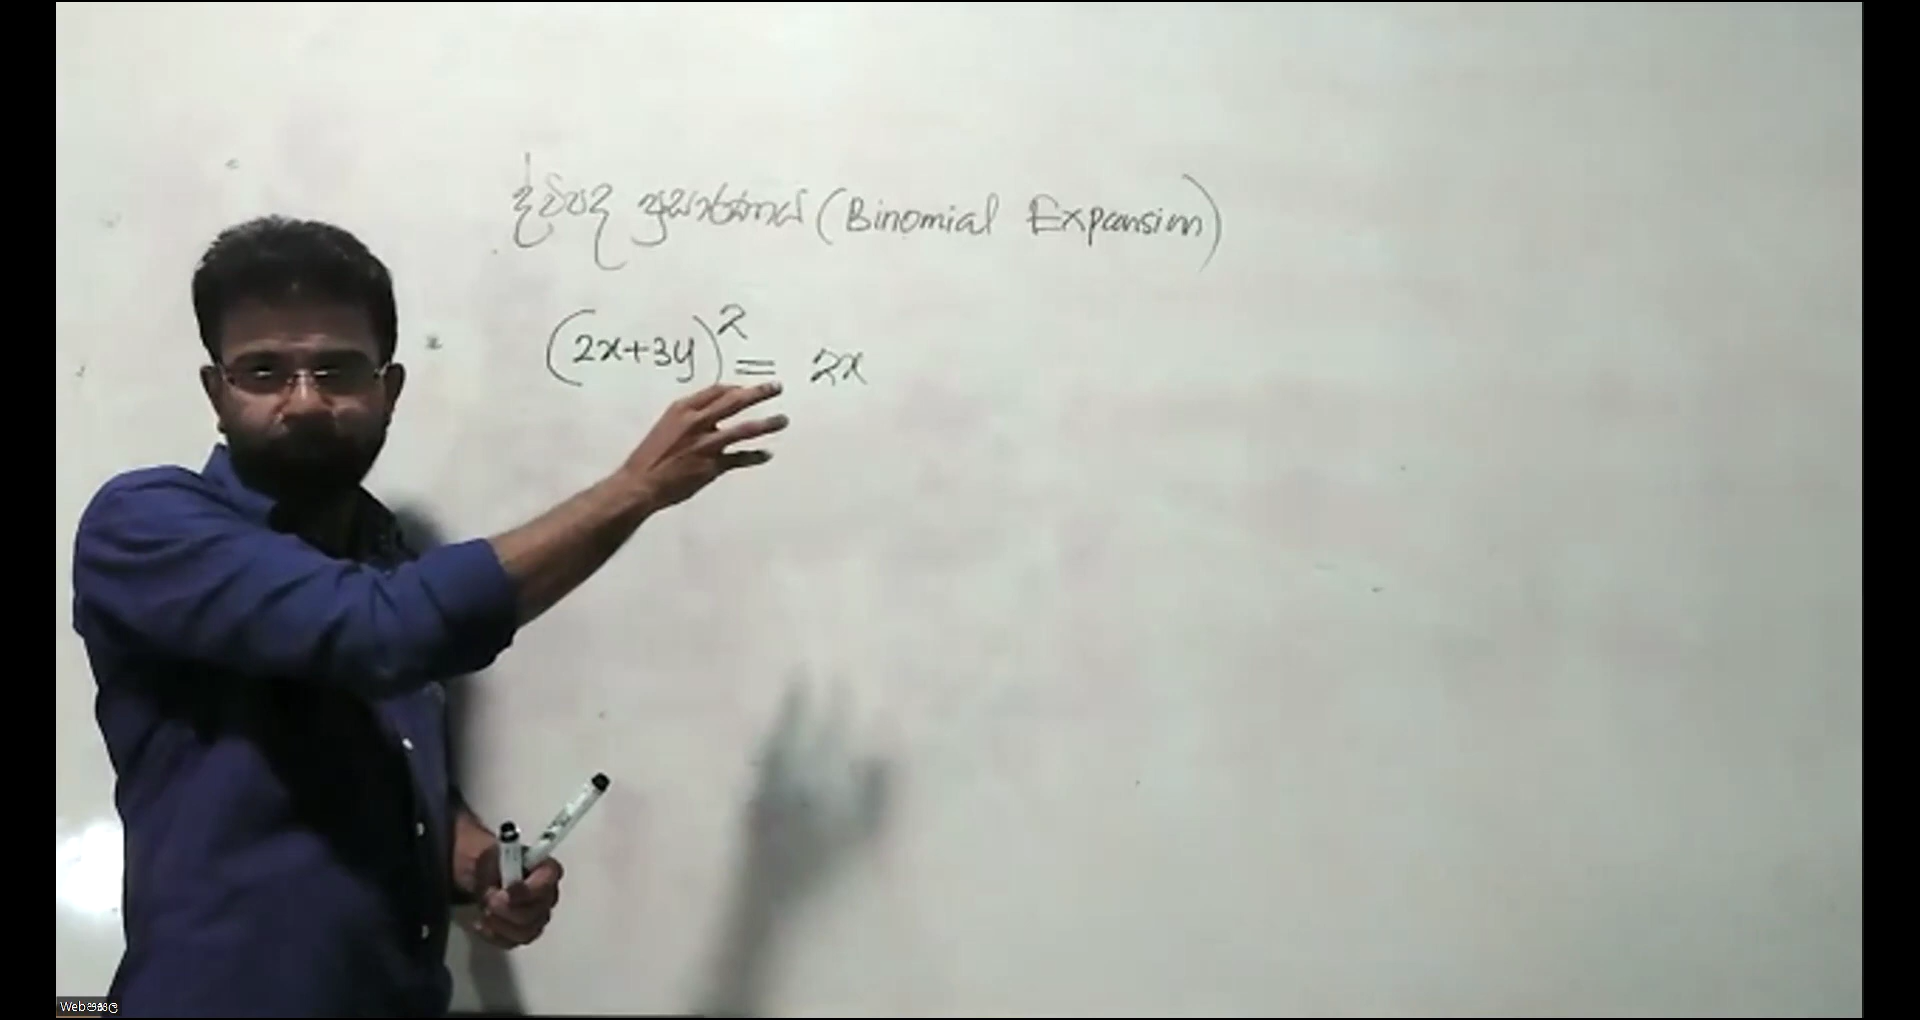 ද්විපද ප්‍රසාරණය (Binomial Expansion)
(2x+3y)² = 2x